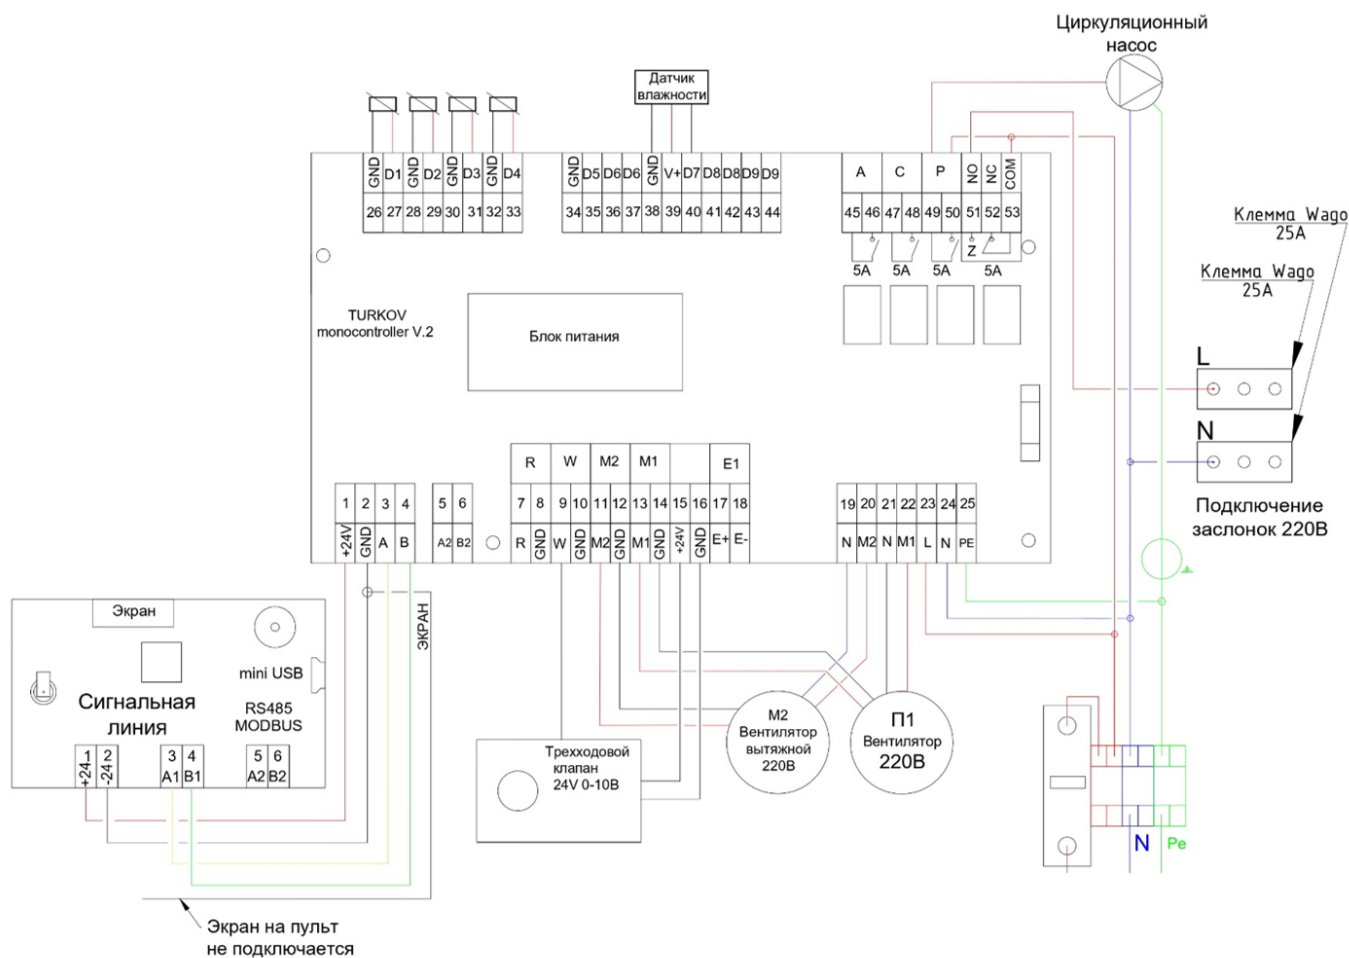 Циркуляционный
насос
Датчик
влажности
GND D1 GND D2 GND D3 GND D4
26 27 28 29 30 31 32 33
GND D5 D6 D6 GND V+ D7 D8 D8 D9 D9
34 35 36 37 38 39 40 41 42 43 44
A C P NO NC COM
45 46 47 48 49 50 51 52 53
Z
5A 5A 5A 5A
Клемма Wago
25A
Клемма Wago
25A
TURKOV
monocontroller V.2
Блок питания
L
N
Подключение
заслонок 220В
R W M2 M1 E1
1 2 3 4 5 6 7 8 9 10 11 12 13 14 15 16 17 18 19 20 21 22 23 24 25
+24V GND A B A2 B2 R GND W GND M2 GND M1 GND +24V GND E+ E- N M2 N M1 L N PE
Экран
mini USB
Сигнальная
линия
RS485
MODBUS
1 2 3 4 5 6
+24 -24 A1 B1 A2 B2
ЭКРАН
Трехходовой
клапан
24V 0-10В
М2
Вентилятор
вытяжной
220В
П1
Вентилятор
220В
N Pe
Экран на пульт
не подключается